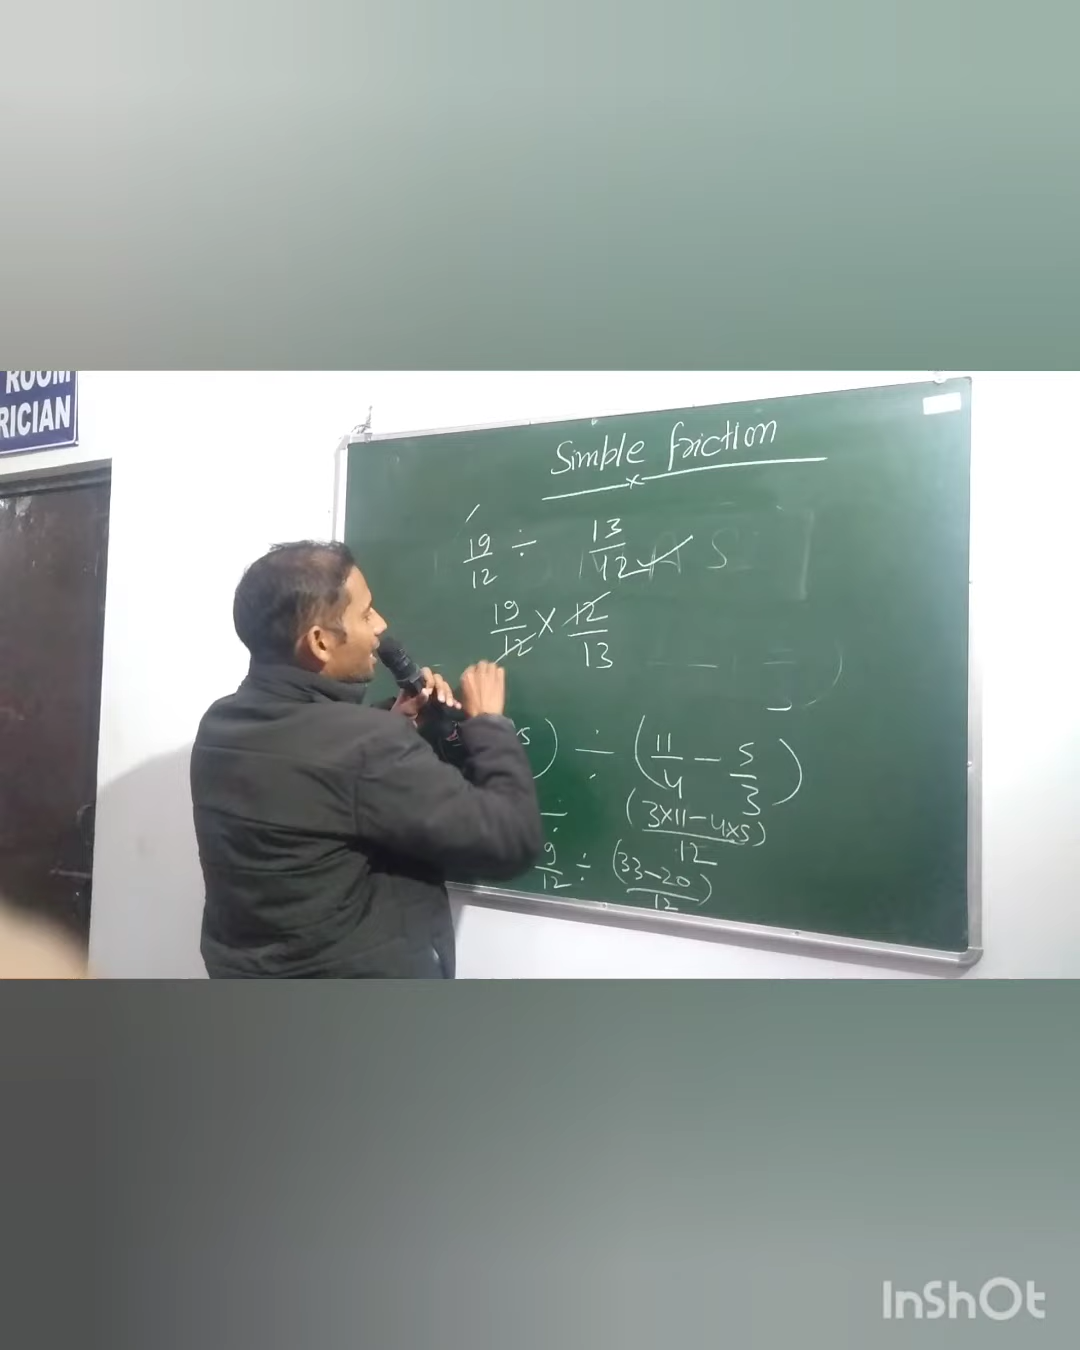 ROOM
RICIAN
Simble friction
x
19/12 ÷ 13/12
19/12 × 12/13
) ÷ (11/4 - 5/3)
÷ (3×11-4×5)/12
9/12 ÷ (33-20)/12
InShOt